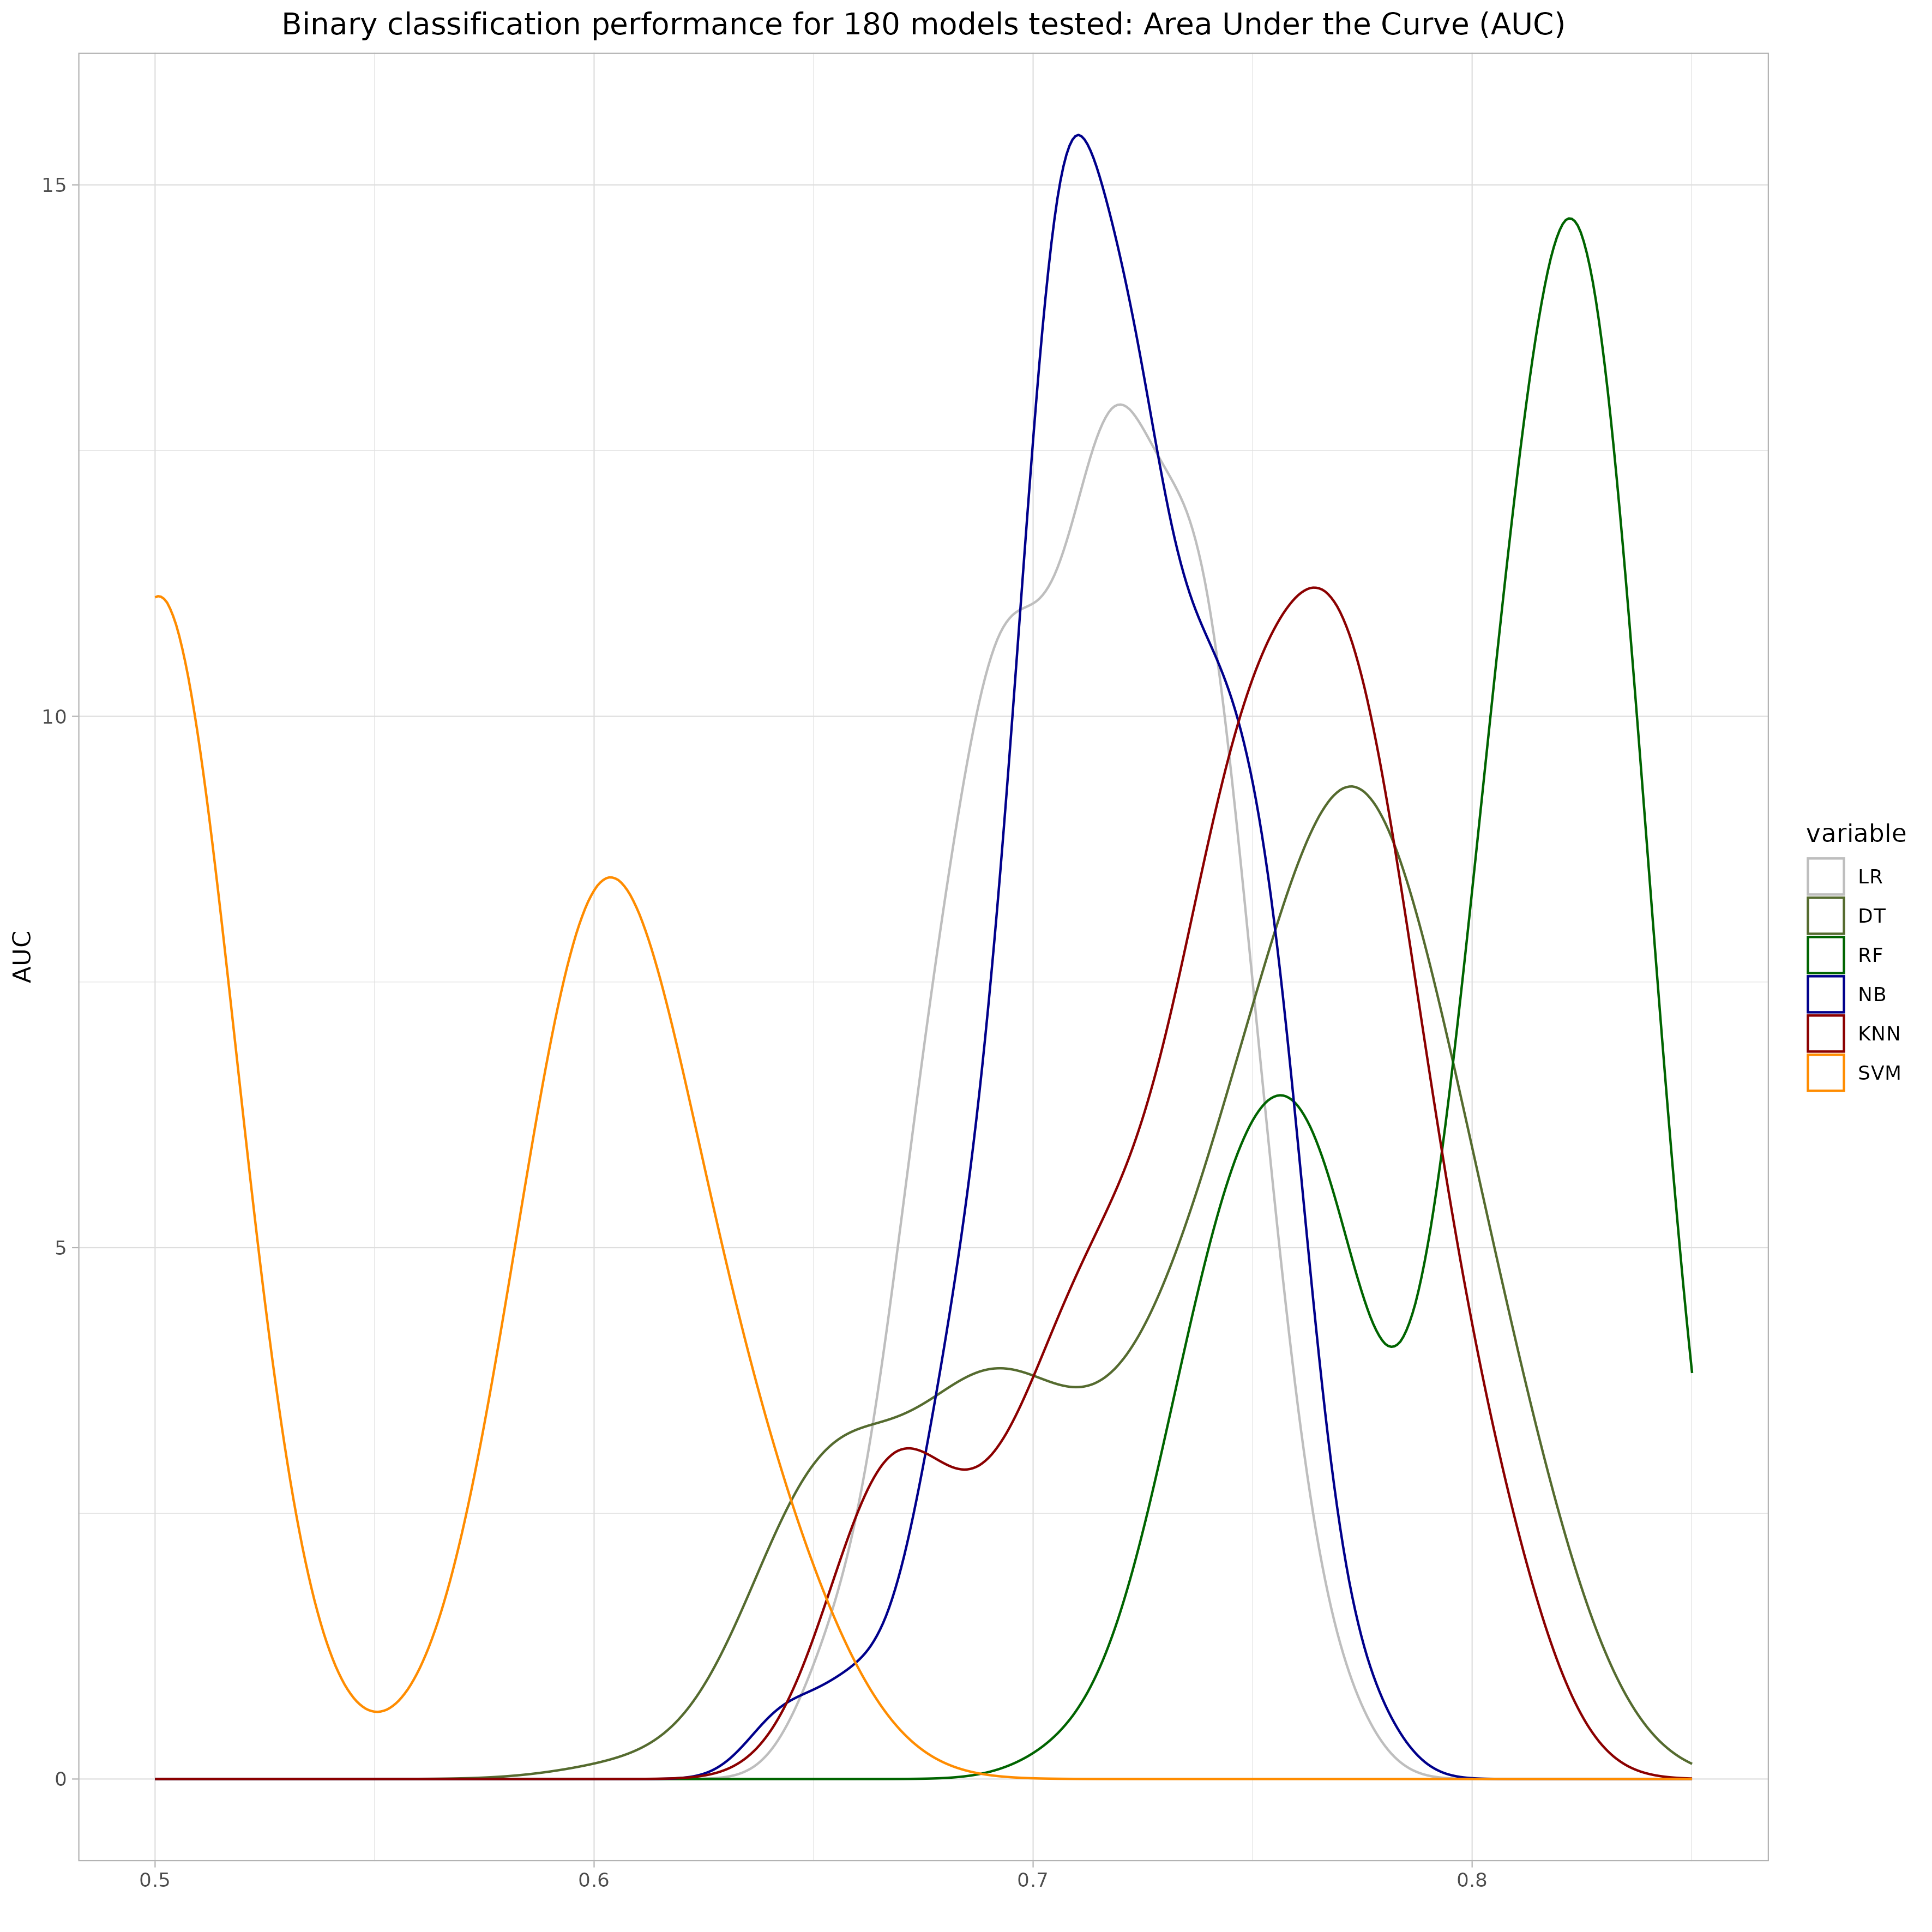 Binary classification performance for 180 models tested: Area Under the Curve (AUC)
15
10
5
0
AUC
0.5
0.6
0.7
0.8
variable
LR
DT
RF
NB
KNN
SVM